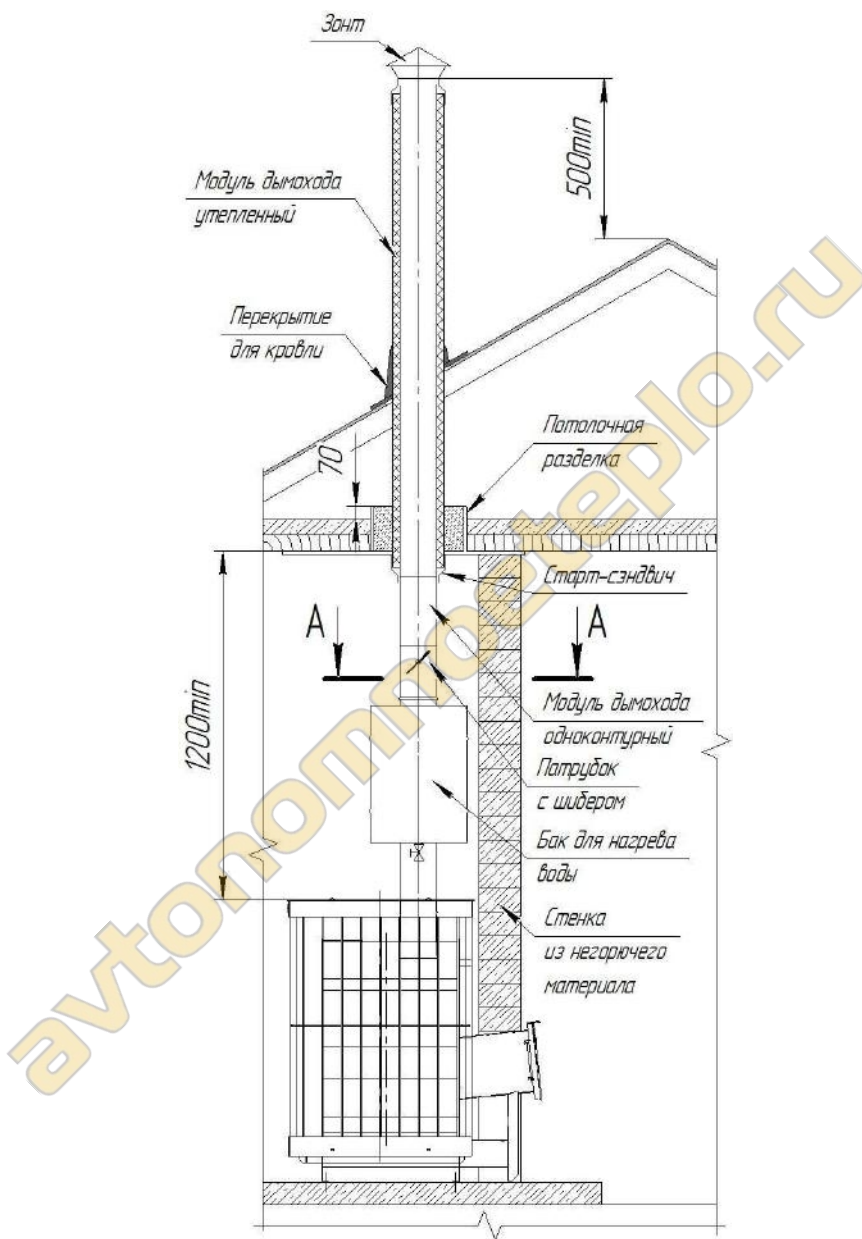 Зонт
500min
Модуль дымохода
утепленный
Перекрытие
для кровли
70
Потолочная
разделка
Старт-сэндвич
А
А
1200min
Модуль дымохода
одноконтурный
Патрубок
с шибером
Бак для нагрева
воды
Стенка
из негорючего
материала
avtonomnoeteplo.ru